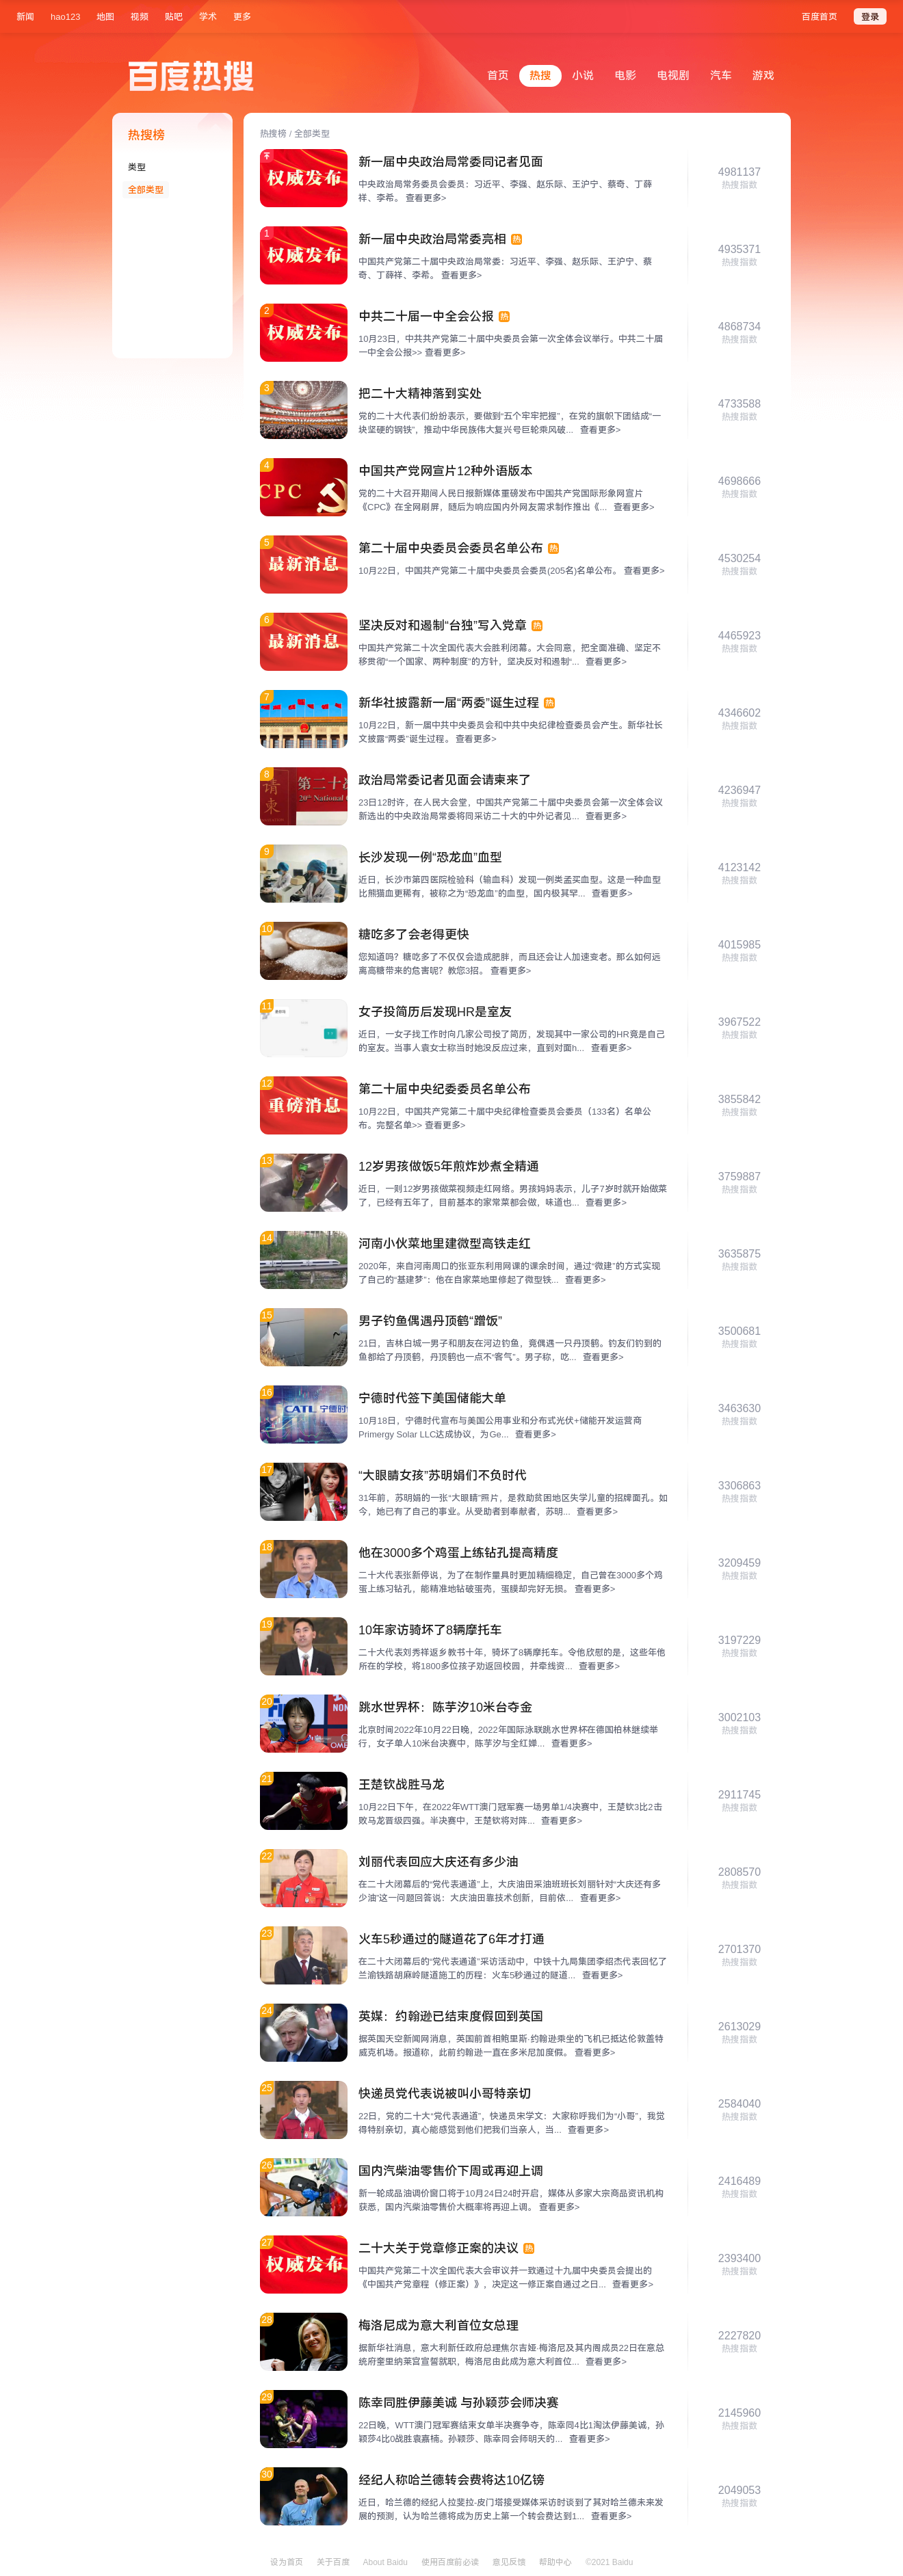 新闻 hao123 地图 视频 贴吧 学术 更多 百度首页 登录
百度热搜 首页 热搜 小说 电影 电视剧 汽车 游戏
热搜榜
类型
全部类型
热搜榜 / 全部类型
权威发布
新一届中央政治局常委同记者见面
中央政治局常务委员会委员：习近平、李强、赵乐际、王沪宁、蔡奇、丁薛
祥、李希。 查看更多>
4981137
热搜指数
1
权威发布
新一届中央政治局常委亮相 热
中国共产党第二十届中央政治局常委：习近平、李强、赵乐际、王沪宁、蔡
奇、丁薛祥、李希。 查看更多>
4935371
热搜指数
2
权威发布
中共二十届一中全会公报 热
10月23日，中共共产党第二十届中央委员会第一次全体会议举行。中共二十届
一中全会公报>> 查看更多>
4868734
热搜指数
3
把二十大精神落到实处
党的二十大代表们纷纷表示，要做到“五个牢牢把握”，在党的旗帜下团结成“一
块坚硬的钢铁”，推动中华民族伟大复兴号巨轮乘风破... 查看更多>
4733588
热搜指数
4
CPC
中国共产党网宣片12种外语版本
党的二十大召开期间人民日报新媒体重磅发布中国共产党国际形象网宣片
《CPC》在全网刷屏，随后为响应国内外网友需求制作推出《... 查看更多>
4698666
热搜指数
5
最新消息
第二十届中央委员会委员名单公布 热
10月22日，中国共产党第二十届中央委员会委员(205名)名单公布。 查看更多>
4530254
热搜指数
6
最新消息
坚决反对和遏制“台独”写入党章 热
中国共产党第二十次全国代表大会胜利闭幕。大会同意，把全面准确、坚定不
移贯彻“一个国家、两种制度”的方针，坚决反对和遏制“... 查看更多>
4465923
热搜指数
7
新华社披露新一届“两委”诞生过程 热
10月22日，新一届中共中央委员会和中共中央纪律检查委员会产生。新华社长
文披露“两委”诞生过程。 查看更多>
4346602
热搜指数
8
请柬
第二十次
20th National
政治局常委记者见面会请柬来了
23日12时许，在人民大会堂，中国共产党第二十届中央委员会第一次全体会议
新选出的中央政治局常委将同采访二十大的中外记者见... 查看更多>
4236947
热搜指数
9
长沙发现一例“恐龙血”血型
近日，长沙市第四医院检验科（输血科）发现一例类孟买血型。这是一种血型
比熊猫血更稀有，被称之为“恐龙血”的血型，国内极其罕... 查看更多>
4123142
热搜指数
10
糖吃多了会老得更快
您知道吗？糖吃多了不仅仅会造成肥胖，而且还会让人加速变老。那么如何远
离高糖带来的危害呢？教您3招。 查看更多>
4015985
热搜指数
11
女子投简历后发现HR是室友
近日，一女子找工作时向几家公司投了简历，发现其中一家公司的HR竟是自己
的室友。当事人袁女士称当时她没反应过来，直到对面h... 查看更多>
3967522
热搜指数
12
重磅消息
第二十届中央纪委委员名单公布
10月22日，中国共产党第二十届中央纪律检查委员会委员（133名）名单公
布。完整名单>> 查看更多>
3855842
热搜指数
13
12岁男孩做饭5年煎炸炒煮全精通
近日，一则12岁男孩做菜视频走红网络。男孩妈妈表示，儿子7岁时就开始做菜
了，已经有五年了，目前基本的家常菜都会做，味道也... 查看更多>
3759887
热搜指数
14
河南小伙菜地里建微型高铁走红
2020年，来自河南周口的张亚东利用网课的课余时间，通过“微建”的方式实现
了自己的“基建梦”：他在自家菜地里修起了微型铁... 查看更多>
3635875
热搜指数
15
男子钓鱼偶遇丹顶鹤“蹭饭”
21日，吉林白城一男子和朋友在河边钓鱼，竟偶遇一只丹顶鹤。钓友们钓到的
鱼都给了丹顶鹤，丹顶鹤也一点不“客气”。男子称，吃... 查看更多>
3500681
热搜指数
16
CATL 宁德时
宁德时代签下美国储能大单
10月18日，宁德时代宣布与美国公用事业和分布式光伏+储能开发运营商
Primergy Solar LLC达成协议，为Ge... 查看更多>
3463630
热搜指数
17
“大眼睛女孩”苏明娟们不负时代
31年前，苏明娟的一张“大眼睛”照片，是救助贫困地区失学儿童的招牌面孔。如
今，她已有了自己的事业。从受助者到奉献者，苏明... 查看更多>
3306863
热搜指数
18
他在3000多个鸡蛋上练钻孔提高精度
二十大代表张新停说，为了在制作量具时更加精细稳定，自己曾在3000多个鸡
蛋上练习钻孔，能精准地钻破蛋壳，蛋膜却完好无损。 查看更多>
3209459
热搜指数
19
10年家访骑坏了8辆摩托车
二十大代表刘秀祥返乡教书十年，骑坏了8辆摩托车。令他欣慰的是，这些年他
所在的学校，将1800多位孩子劝返回校园，并牵线资... 查看更多>
3197229
热搜指数
20
跳水世界杯：陈芋汐10米台夺金
北京时间2022年10月22日晚，2022年国际泳联跳水世界杯在德国柏林继续举
行，女子单人10米台决赛中，陈芋汐与全红婵... 查看更多>
3002103
热搜指数
21
王楚钦战胜马龙
10月22日下午，在2022年WTT澳门冠军赛一场男单1/4决赛中，王楚钦3比2击
败马龙晋级四强。半决赛中，王楚钦将对阵... 查看更多>
2911745
热搜指数
22
刘丽代表回应大庆还有多少油
在二十大闭幕后的“党代表通道”上，大庆油田采油班班长刘丽针对“大庆还有多
少油”这一问题回答说：大庆油田靠技术创新，目前依... 查看更多>
2808570
热搜指数
23
火车5秒通过的隧道花了6年才打通
在二十大闭幕后的“党代表通道”采访活动中，中铁十九局集团李绍杰代表回忆了
兰渝铁路胡麻岭隧道施工的历程：火车5秒通过的隧道... 查看更多>
2701370
热搜指数
24
英媒：约翰逊已结束度假回到英国
据英国天空新闻网消息，英国前首相鲍里斯·约翰逊乘坐的飞机已抵达伦敦盖特
威克机场。报道称，此前约翰逊一直在多米尼加度假。 查看更多>
2613029
热搜指数
25
快递员党代表说被叫小哥特亲切
22日，党的二十大“党代表通道”，快递员宋学文：大家称呼我们为“小哥”，我觉
得特别亲切，真心能感觉到他们把我们当亲人，当... 查看更多>
2584040
热搜指数
26
国内汽柴油零售价下周或再迎上调
新一轮成品油调价窗口将于10月24日24时开启，媒体从多家大宗商品资讯机构
获悉，国内汽柴油零售价大概率将再迎上调。 查看更多>
2416489
热搜指数
27
权威发布
二十大关于党章修正案的决议 热
中国共产党第二十次全国代表大会审议并一致通过十九届中央委员会提出的
《中国共产党章程（修正案）》，决定这一修正案自通过之日... 查看更多>
2393400
热搜指数
28
梅洛尼成为意大利首位女总理
据新华社消息，意大利新任政府总理焦尔吉娅·梅洛尼及其内阁成员22日在意总
统府奎里纳莱宫宣誓就职，梅洛尼由此成为意大利首位... 查看更多>
2227820
热搜指数
29
陈幸同胜伊藤美诚 与孙颖莎会师决赛
22日晚，WTT澳门冠军赛结束女单半决赛争夺，陈幸同4比1淘汰伊藤美诚，孙
颖莎4比0战胜袁嘉楠。孙颖莎、陈幸同会师明天的... 查看更多>
2145960
热搜指数
30
经纪人称哈兰德转会费将达10亿镑
近日，哈兰德的经纪人拉斐拉-皮门塔接受媒体采访时谈到了其对哈兰德未来发
展的预测，认为哈兰德将成为历史上第一个转会费达到1... 查看更多>
2049053
热搜指数
设为首页 关于百度 About Baidu 使用百度前必读 意见反馈 帮助中心 ©2021 Baidu